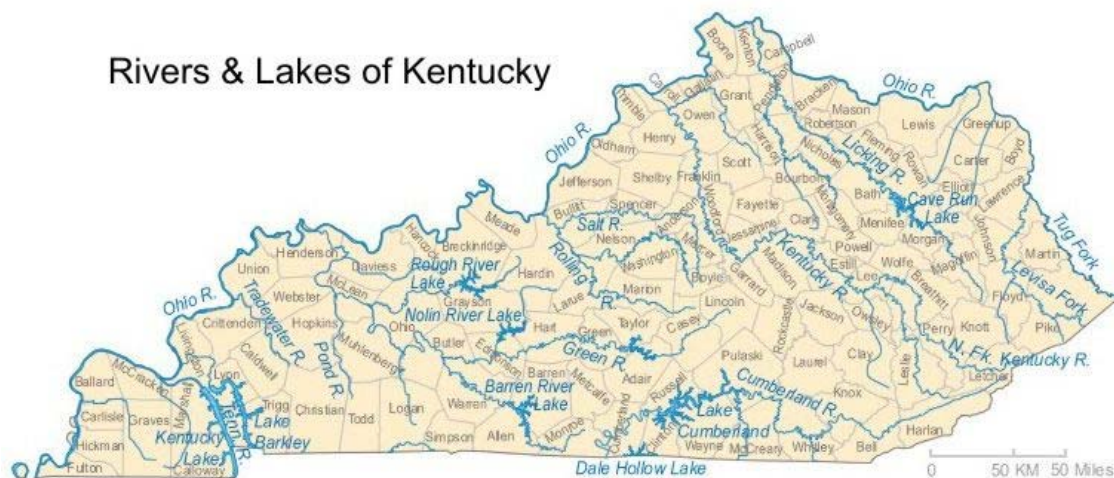 Rivers & Lakes of Kentucky
Boone
Kenton
Campbell
Ohio R.
Carroll
Gallatin
Grant
Pendleton
Bracken
Mason
Lewis
Greenup
Trimble
Owen
Robertson
Fleming
Rowan
Carter
Boyd
Ohio R.
Oldham
Henry
Harrison
Nicholas
Licking R.
Elliott
Lawrence
Jefferson
Shelby
Franklin
Scott
Bourbon
Bath
Cave Run
Lake
Tug Fork
Bullitt
Spencer
Anderson
Woodford
Fayette
Clark
Montgomery
Menifee
Morgan
Johnson
Martin
Meade
Salt R.
Nelson
Mercer
Jessamine
Kentucky R.
Powell
Estill
Lee
Wolfe
Magoffin
Levisa Fork
Hancock
Breckinridge
Rolling
R.
Washington
Boyle
Garrard
Madison
Breathitt
Floyd
Union
Henderson
Daviess
Rough River
Lake
Hardin
Marion
Lincoln
Jackson
Owsley
Perry
Knott
Pike
Ohio R.
Webster
McLean
Grayson
Nolin River Lake
Larue
Taylor
Casey
Rockcastle
Clay
Leslie
N. Fk. Kentucky R.
Letcher
Crittenden
Tradewater R.
Hopkins
Pond R.
Muhlenberg
Ohio
Butler
Edmonson
Hart
Green
Green R.
Adair
Pulaski
Laurel
Knox
Livingston
Lyon
Caldwell
Barren
Metcalfe
Russell
Cumberland R.
Harlan
McCracken
Ballard
Marshall
Trigg
Christian
Todd
Logan
Warren
Barren River
Lake
Cumberland
Clinton
Lake
Cumberland
Carlisle
Graves
Tenn. R.
Lake
Barkley
Simpson
Allen
Monroe
Wayne
McCreary
Whitley
Bell
Hickman
Fulton
Kentucky
Lake
Calloway
Dale Hollow Lake
0 50 KM 50 Miles